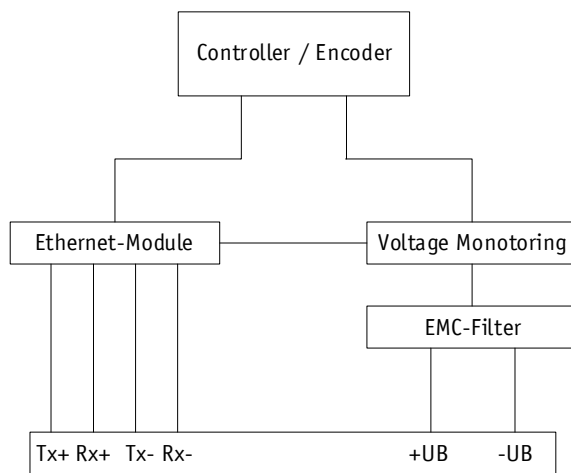 Controller / Encoder
Ethernet-Module
Voltage Monotoring
EMC-Filter
Tx+ Rx+ Tx- Rx- +UB -UB